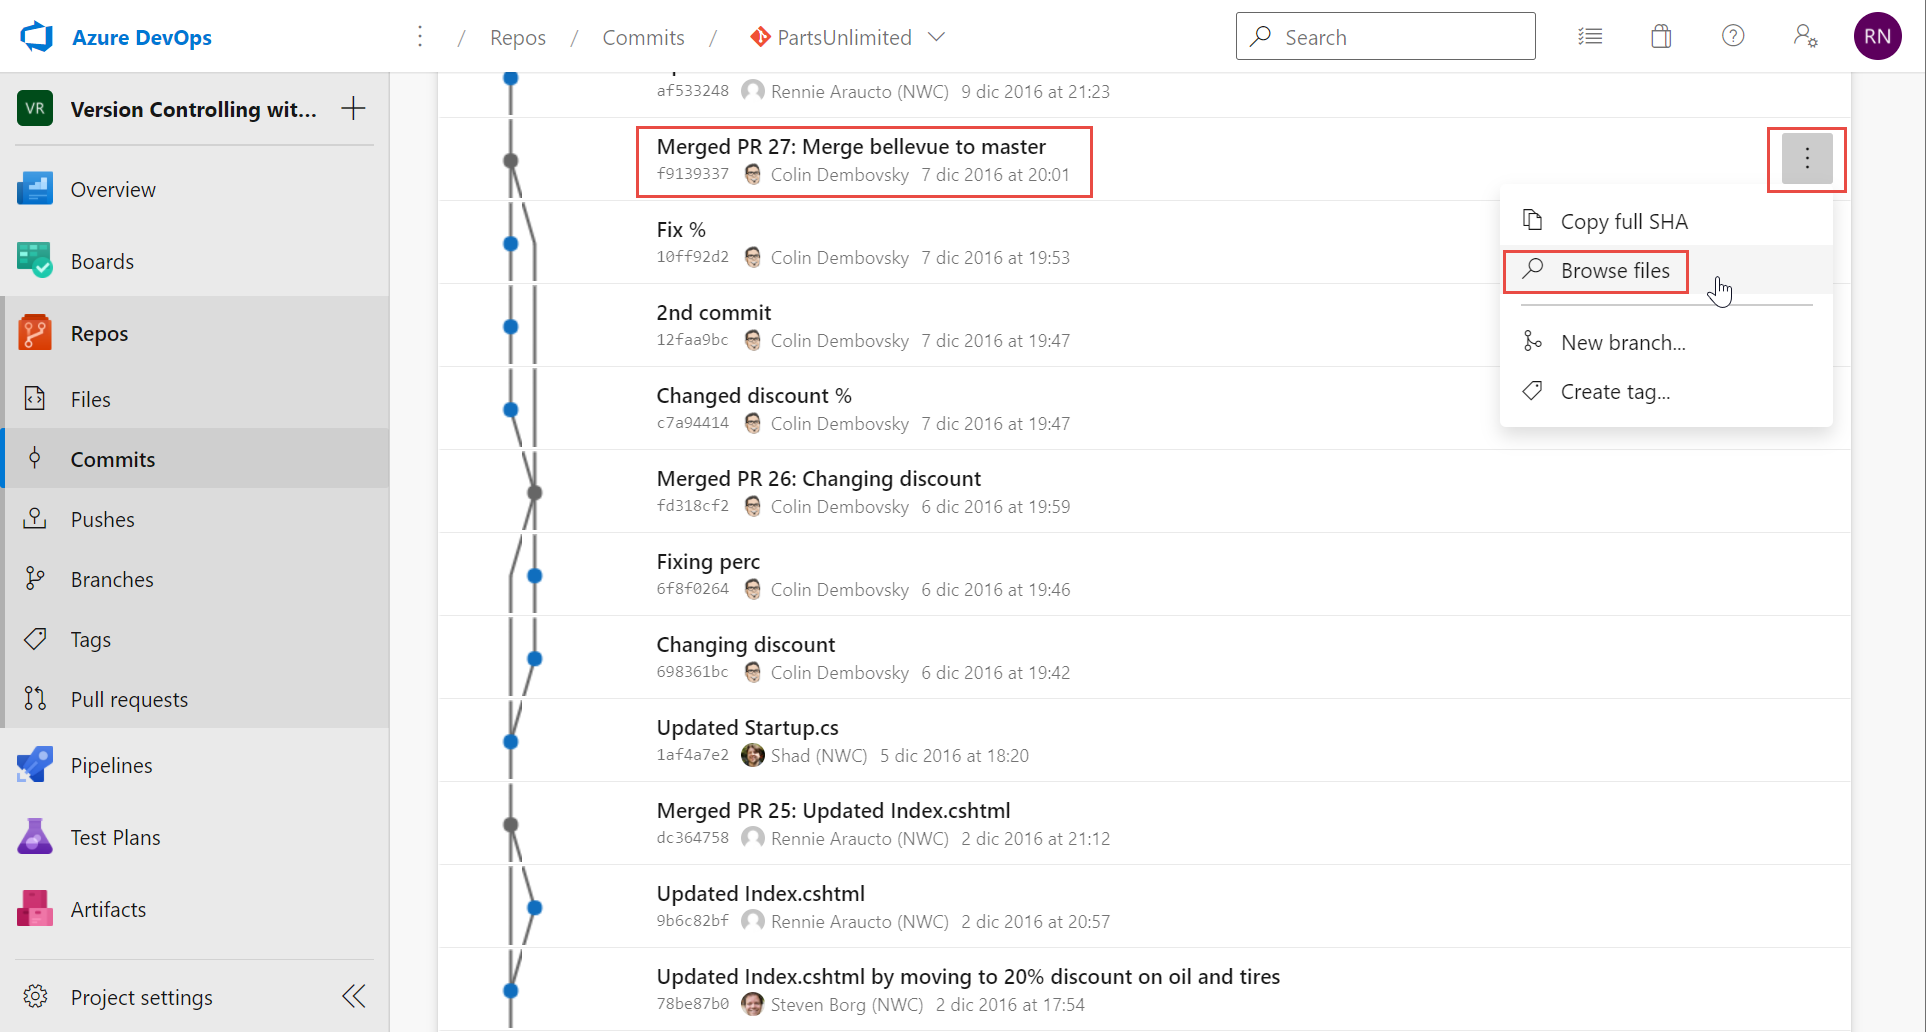 Azure DevOps
/ Repos / Commits / PartsUnlimited
Search
RN
VR Version Controlling wit...
Overview
Boards
Repos
Files
Commits
Pushes
Branches
Tags
Pull requests
Pipelines
Test Plans
Artifacts
Project settings
af533248 Rennie Araucto (NWC) 9 dic 2016 at 21:23
Merged PR 27: Merge bellevue to master
f9139337 Colin Dembovsky 7 dic 2016 at 20:01
Fix %
10ff92d2 Colin Dembovsky 7 dic 2016 at 19:53
2nd commit
12faa9bc Colin Dembovsky 7 dic 2016 at 19:47
Changed discount %
c7a94414 Colin Dembovsky 7 dic 2016 at 19:47
Merged PR 26: Changing discount
fd318cf2 Colin Dembovsky 6 dic 2016 at 19:59
Fixing perc
6f8f0264 Colin Dembovsky 6 dic 2016 at 19:46
Changing discount
698361bc Colin Dembovsky 6 dic 2016 at 19:42
Updated Startup.cs
1af4a7e2 Shad (NWC) 5 dic 2016 at 18:20
Merged PR 25: Updated Index.cshtml
dc364758 Rennie Araucto (NWC) 2 dic 2016 at 21:12
Updated Index.cshtml
9b6c82bf Rennie Araucto (NWC) 2 dic 2016 at 20:57
Updated Index.cshtml by moving to 20% discount on oil and tires
78be87b0 Steven Borg (NWC) 2 dic 2016 at 17:54
Copy full SHA
Browse files
New branch...
Create tag...